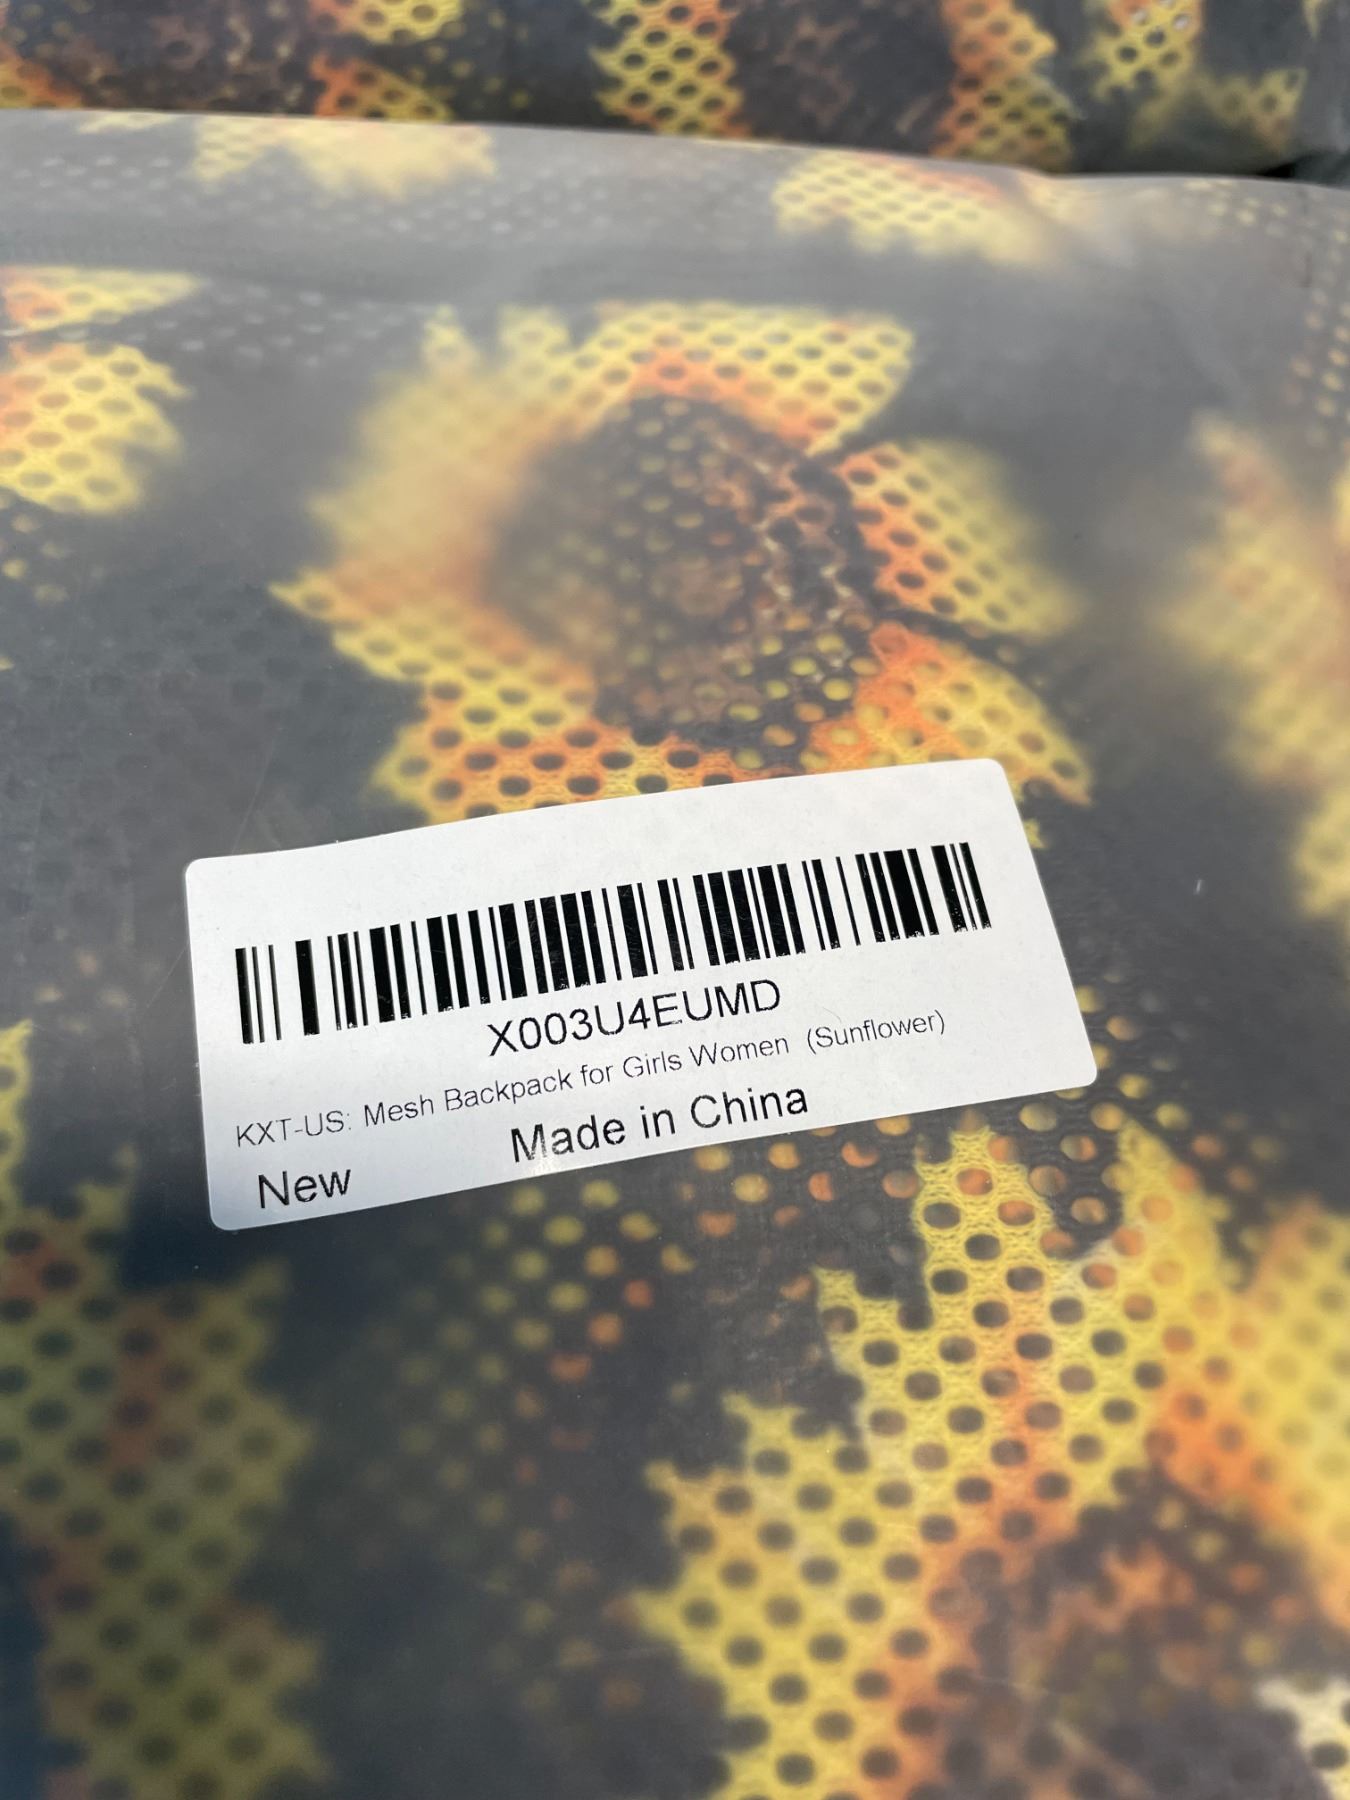 X003U4EUMD
KXT-US: Mesh Backpack for Girls Women (Sunflower)
New Made in China